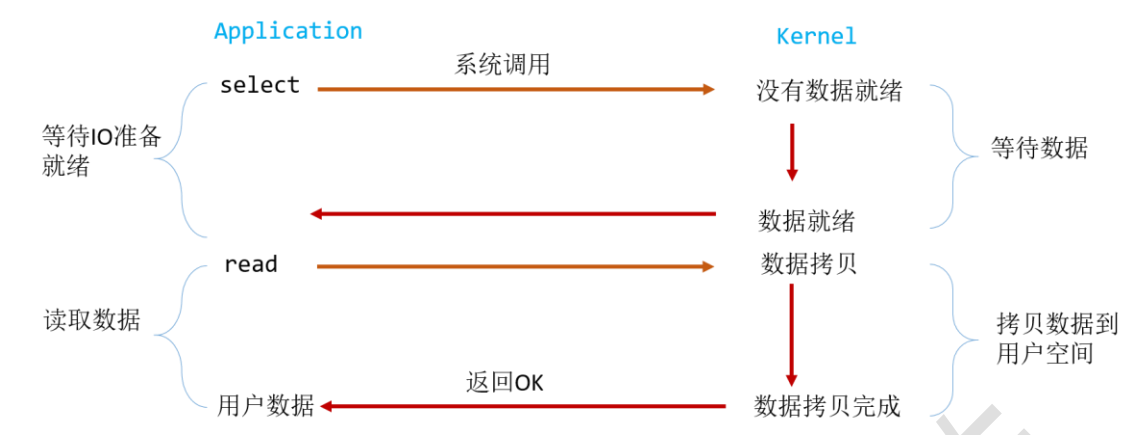 Application
Kernel
系统调用
select
没有数据就绪
等待IO准备
就绪
等待数据
数据就绪
read
数据拷贝
读取数据
拷贝数据到
用户空间
返回OK
用户数据
数据拷贝完成